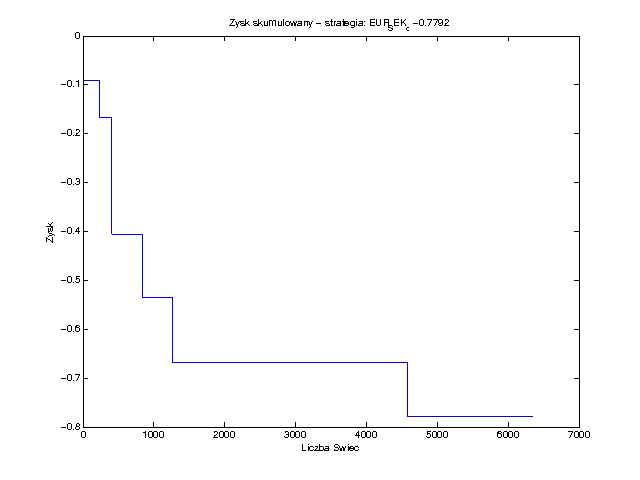 Zysk skumulowany – strategia: EURSEKc –0.7792
0
–0.1
–0.2
–0.3
–0.4
–0.5
–0.6
–0.7
–0.8
Zysk
0 1000 2000 3000 4000 5000 6000 7000
Liczba Swiec